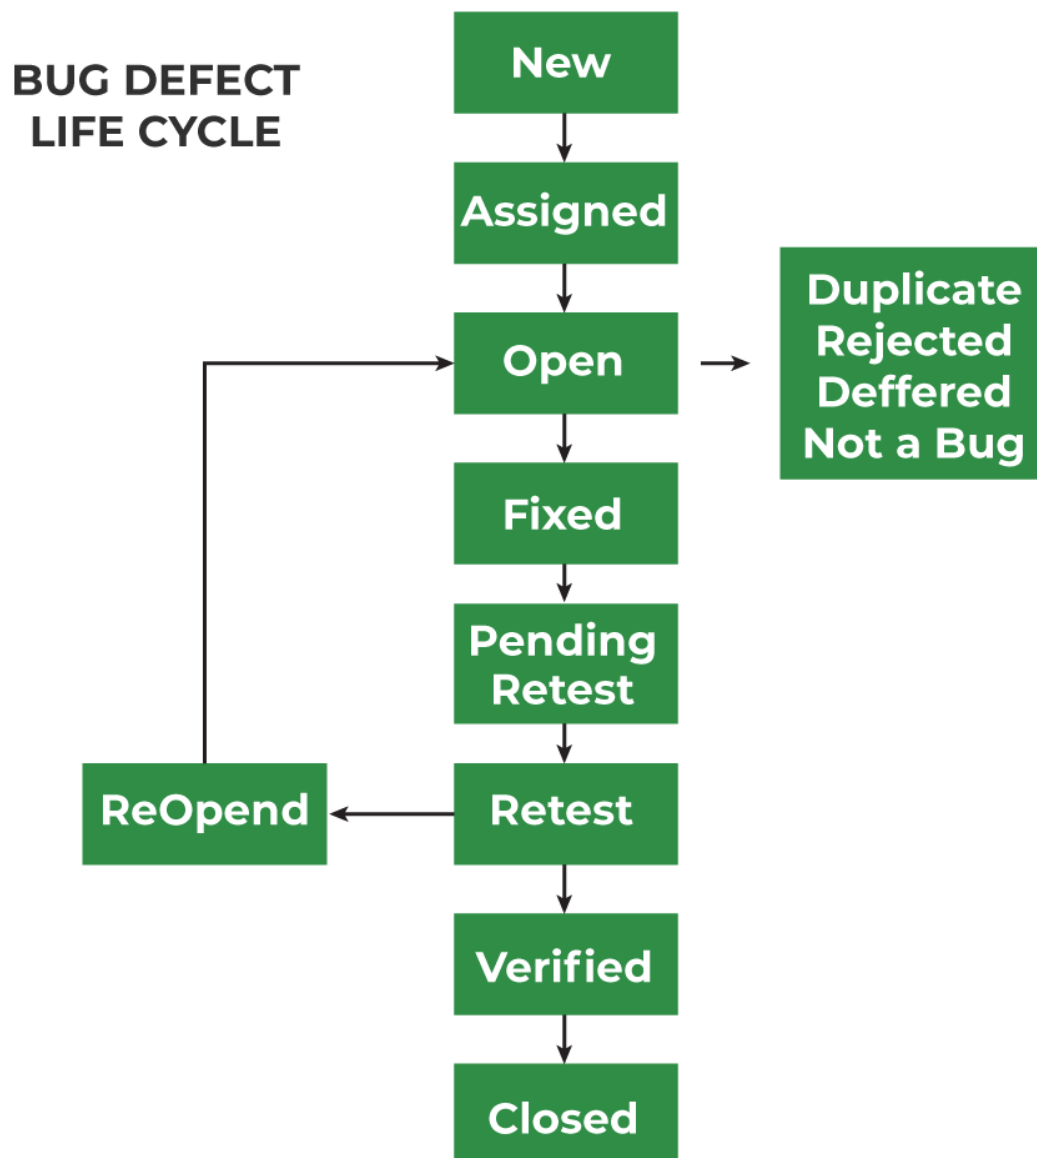 BUG DEFECT
LIFE CYCLE
New
Assigned
Open
Duplicate
Rejected
Deffered
Not a Bug
Fixed
Pending
Retest
ReOpend
Retest
Verified
Closed